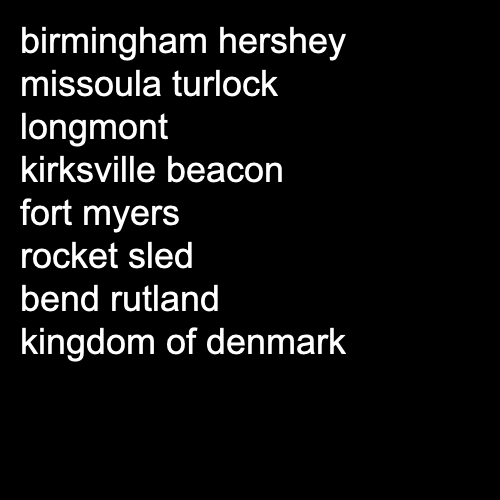 birmingham hershey
missoula turlock
longmont
kirksville beacon
fort myers
rocket sled
bend rutland
kingdom of denmark